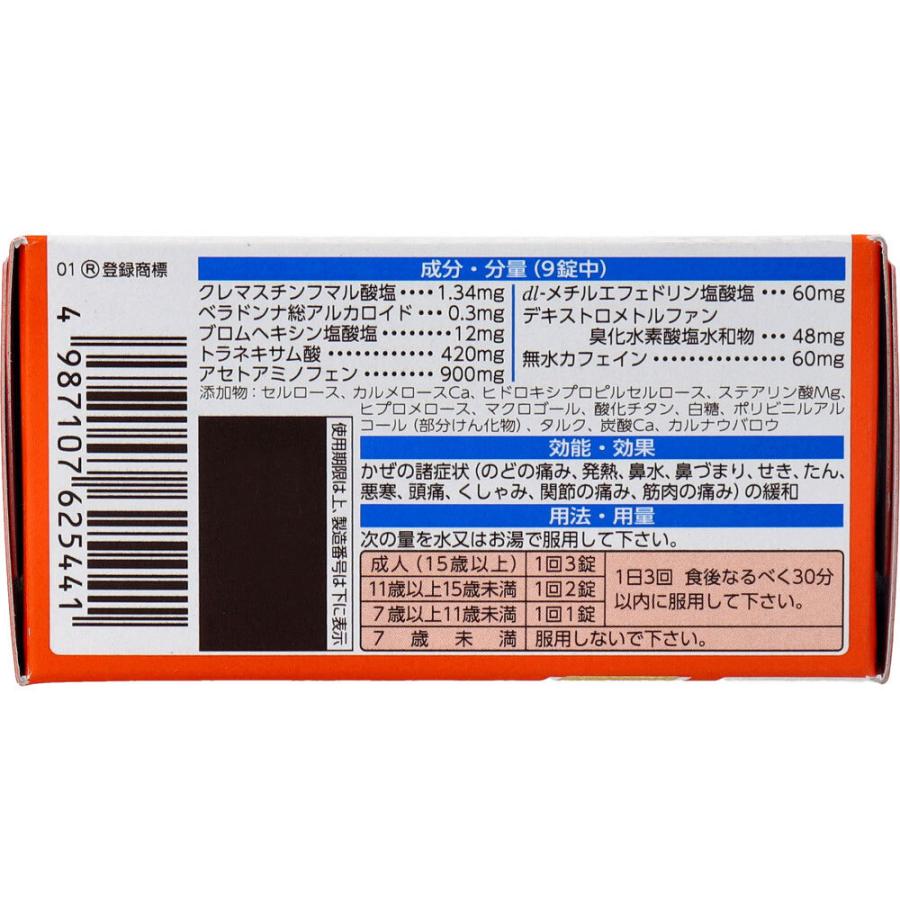 01 ®登録商標
4 987107 625441
成分・分量(9錠中)
クレマスチンフマル酸塩‥‥1.34mg
ベラドンナ総アルカロイド‥‥0.3mg
ブロムヘキシン塩酸塩‥‥‥‥12mg
トラネキサム酸‥‥‥‥‥‥420mg
アセトアミノフェン‥‥‥‥900mg
dl-メチルエフェドリン塩酸塩…60mg
デキストロメトルファン
臭化水素酸塩水和物…48mg
無水カフェイン……………60mg
添加物:セルロース、カルメロースCa、ヒドロキシプロピルセルロース、ステアリン酸Mg、
ヒプロメロース、マクロゴール、酸化チタン、白糖、ポリビニルアル
コール(部分けん化物)、タルク、炭酸Ca、カルナウバロウ
使用期限は上、製造番号は下に表示
効能・効果
かぜの諸症状(のどの痛み、発熱、鼻水、鼻づまり、せき、たん、
悪寒、頭痛、くしゃみ、関節の痛み、筋肉の痛み)の緩和
用法・用量
次の量を水又はお湯で服用して下さい。
成人(15歳以上) 1回3錠
11歳以上15歳未満 1回2錠
7歳以上11歳未満 1回1錠
7歳未満 服用しないで下さい。
1日3回 食後なるべく30分
以内に服用して下さい。